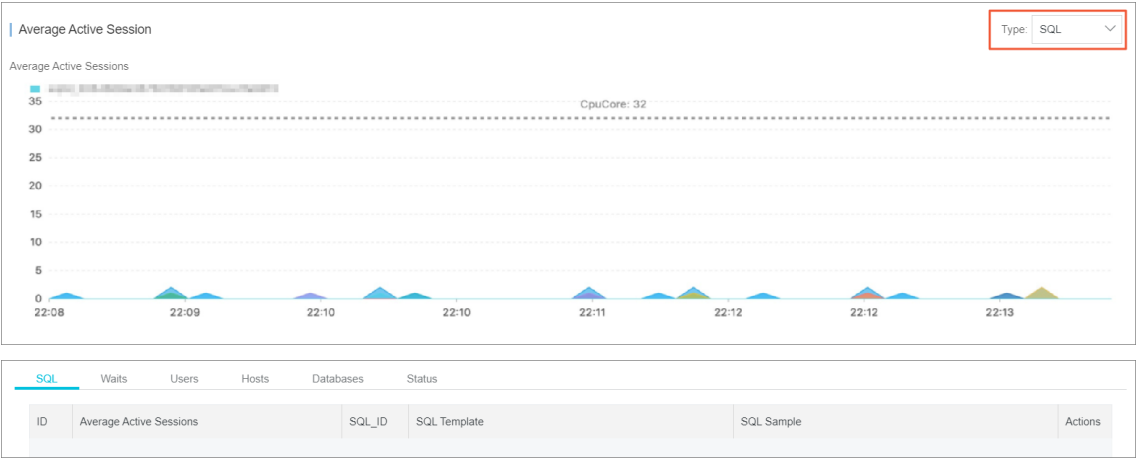 Average Active Session
Type: SQL
Average Active Sessions
35
CpuCore: 32
30
25
20
15
10
5
0
22:08 22:09 22:10 22:10 22:11 22:12 22:12 22:13
SQL Waits Users Hosts Databases Status
ID Average Active Sessions SQL_ID SQL Template SQL Sample Actions